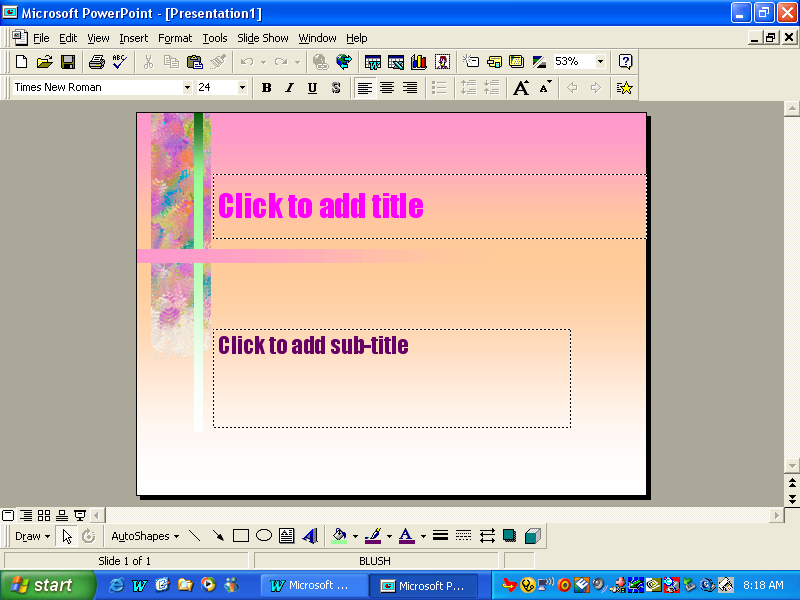 Microsoft PowerPoint - [Presentation1]
File Edit View Insert Format Tools Slide Show Window Help
53%
Times New Roman 24 B I U S
Click to add title
Click to add sub-title
Draw AutoShapes
Slide 1 of 1 BLUSH
start Microsoft ... Microsoft P... 8:18 AM